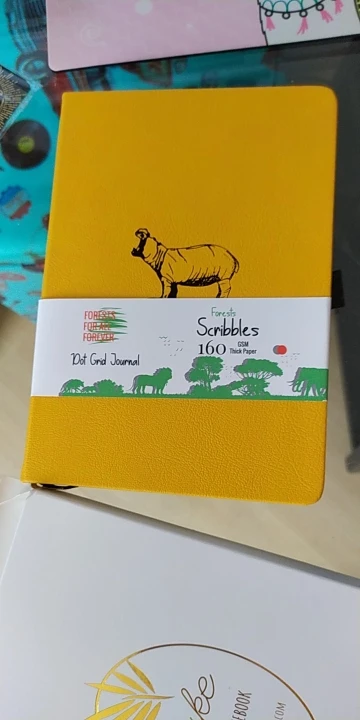 FORESTS
FOR ALL
FOREVER
Dot Grid Journal
Forests
Scribbles
160 GSM
Thick Paper